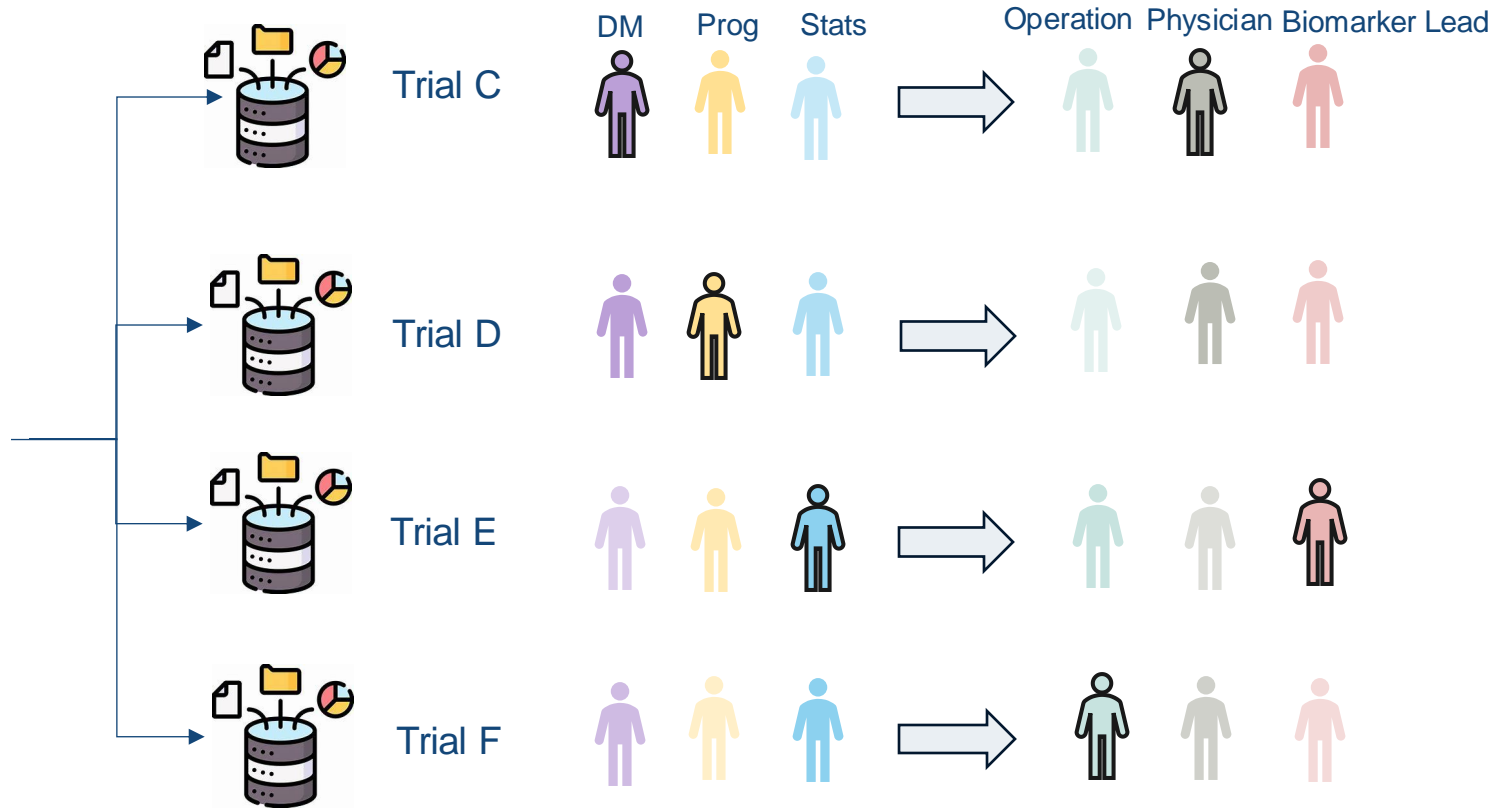 DM Prog Stats Operation Physician Biomarker Lead
Trial C
Trial D
Trial E
Trial F